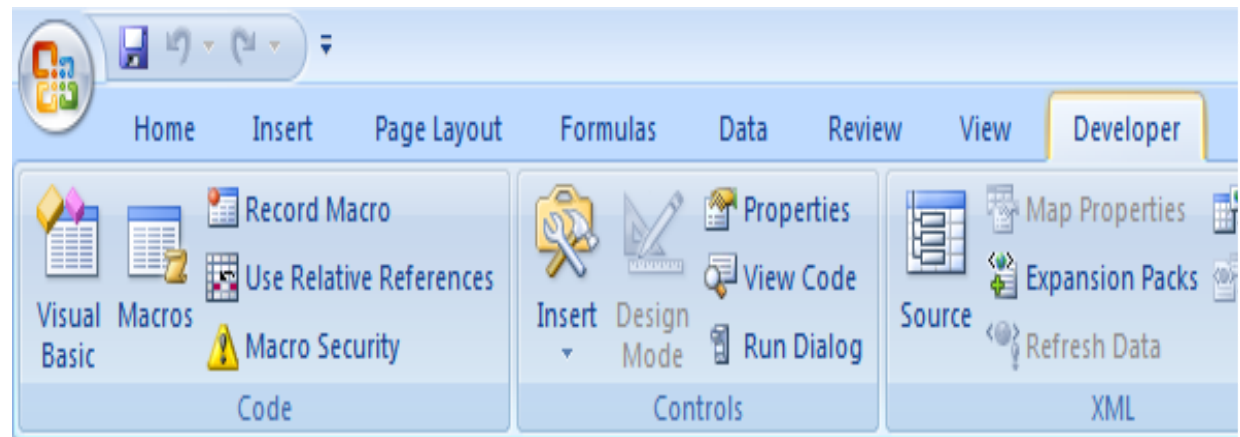 Home Insert Page Layout Formulas Data Review View Developer
Visual Basic
Macros
Record Macro
Use Relative References
Macro Security
Code
Insert
Design Mode
Properties
View Code
Run Dialog
Controls
Source
Map Properties
Expansion Packs
Refresh Data
XML